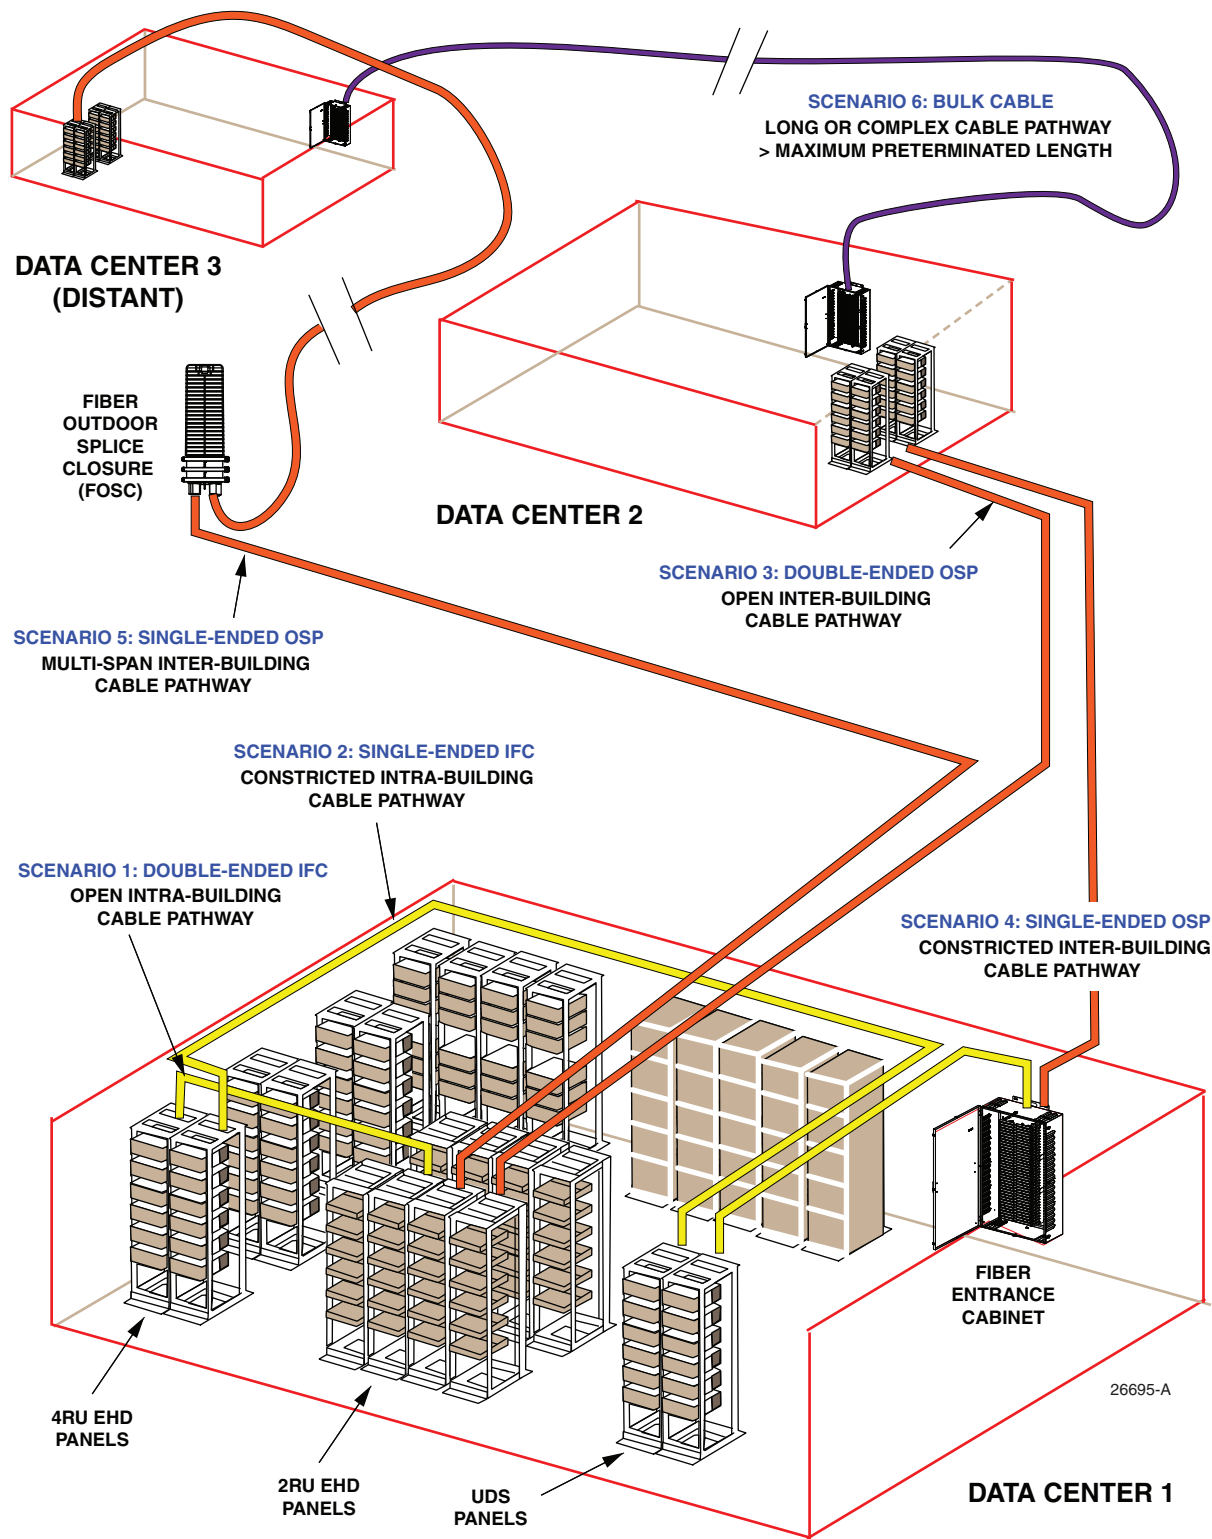 SCENARIO 6: BULK CABLE
LONG OR COMPLEX CABLE PATHWAY
> MAXIMUM PRETERMINATED LENGTH
DATA CENTER 3
(DISTANT)
FIBER
OUTDOOR
SPLICE
CLOSURE
(FOSC)
DATA CENTER 2
SCENARIO 3: DOUBLE-ENDED OSP
OPEN INTER-BUILDING
CABLE PATHWAY
SCENARIO 5: SINGLE-ENDED OSP
MULTI-SPAN INTER-BUILDING
CABLE PATHWAY
SCENARIO 2: SINGLE-ENDED IFC
CONSTRICTED INTRA-BUILDING
CABLE PATHWAY
SCENARIO 1: DOUBLE-ENDED IFC
OPEN INTRA-BUILDING
CABLE PATHWAY
SCENARIO 4: SINGLE-ENDED OSP
CONSTRICTED INTER-BUILDING
CABLE PATHWAY
FIBER
ENTRANCE
CABINET
26695-A
4RU EHD
PANELS
2RU EHD
PANELS
UDS
PANELS
DATA CENTER 1